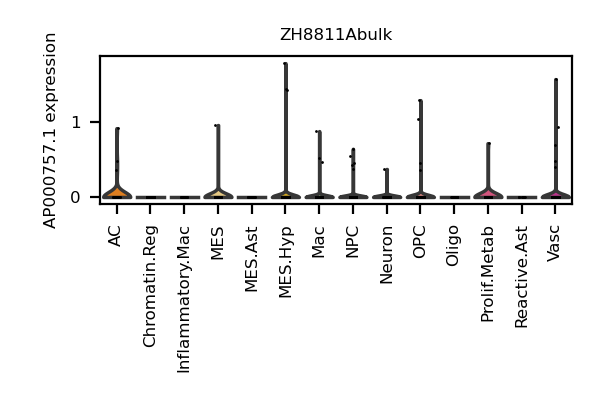 ZH8811Abulk
AP000757.1 expression
1
0
AC
Chromatin.Reg
Inflammatory.Mac
MES
MES.Ast
MES.Hyp
Mac
NPC
Neuron
OPC
Oligo
Prolif.Metab
Reactive.Ast
Vasc